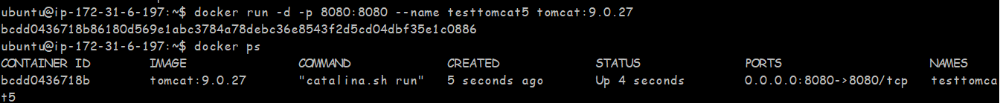 ubuntu@ip-172-31-6-197:~$ docker run -d -p 8080:8080 --name testtomcat5 tomcat:9.0.27
bcdd0436718b86180d569e1abc3784a78debc36e8543f2d5cd04dbf35e1c0886
ubuntu@ip-172-31-6-197:~$ docker ps
CONTAINER ID        IMAGE               COMMAND             CREATED             STATUS              PORTS                    NAMES
bcdd0436718b        tomcat:9.0.27       "catalina.sh run"   5 seconds ago       Up 4 seconds        0.0.0.0:8080->8080/tcp   testtomca
t5